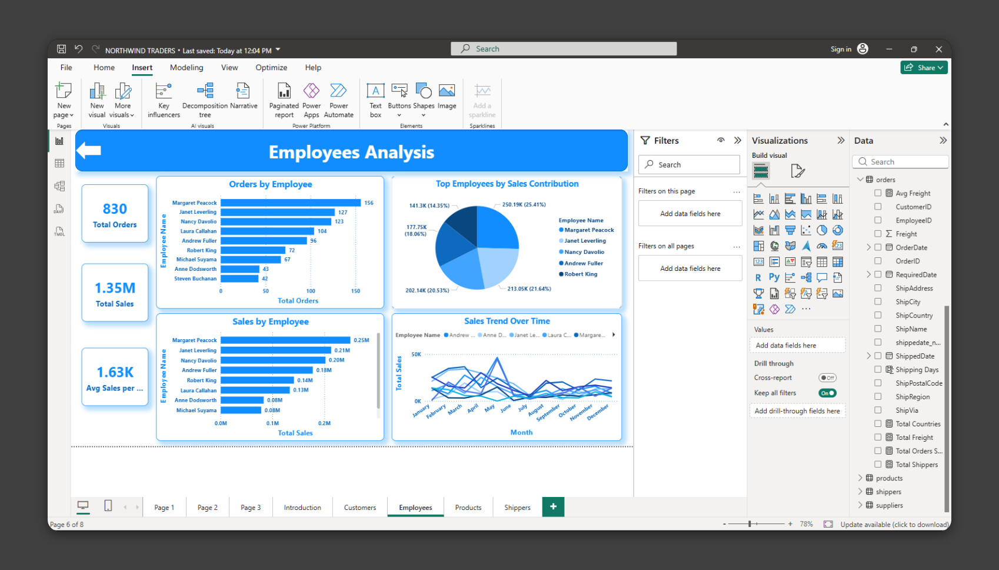 NORTHWIND TRADERS • Last saved: Today at 12:04 PM
Search
Sign in
File
Home
Insert
Modeling
View
Optimize
Help
Share
New page
New visual
More visuals
Key influencers
Decomposition tree
Narrative
Paginated report
Power Apps
Power Automate
A
Text box
Buttons
Shapes
Image
Add a sparkline
Pages
Visuals
AI visuals
Power Platform
Elements
Sparklines
DAX
TMDL
Employees Analysis
830
Total Orders
1.35M
Total Sales
1.63K
Avg Sales per ...
Orders by Employee
Employee Name
Margaret Peacock 156
Janet Leverling 127
Nancy Davolio 123
Laura Callahan 104
Andrew Fuller 96
Robert King 72
Michael Suyama 67
Anne Dodsworth 43
Steven Buchanan 42
0 50 100 150
Total Orders
Top Employees by Sales Contribution
141.3K (14.35%)
250.19K (25.41%)
177.75K
(18.06%)
202.14K (20.53%)
213.05K (21.64%)
Employee Name
Margaret Peacock
Janet Leverling
Nancy Davolio
Andrew Fuller
Robert King
Sales by Employee
Employee Name
Margaret Peacock 0.25M
Janet Leverling 0.21M
Nancy Davolio 0.20M
Andrew Fuller 0.18M
Robert King 0.14M
Laura Callahan 0.13M
Anne Dodsworth 0.08M
Michael Suyama 0.08M
0.0M 0.1M 0.2M
Total Sales
Sales Trend Over Time
Employee Name Andrew ... Anne D... Janet Le... Laura C... Margare...
Total Sales
50K
0K
January February March April May June July August September October November December
Month
Filters
Search
Filters on this page ...
Add data fields here
Filters on all pages ...
Add data fields here
Visualizations
Build visual
123
123
R Py
...
Values
Add data fields here
Drill through
Cross-report Off
Keep all filters On
Add drill-through fields here
Data
Search
orders
Avg Freight
CustomerID
EmployeeID
Σ Freight
OrderDate
OrderID
RequiredDate
ShipAddress
ShipCity
ShipCountry
ShipName
shippedate_n...
ShippedDate
Shipping Days
ShipPostalCode
ShipRegion
ShipVia
Total Countries
Total Freight
Total Orders S...
Total Shippers
products
shippers
suppliers
Page 1
Page 2
Page 3
Introduction
Customers
Employees
Products
Shippers
+
Page 6 of 8
- + 78%
Update available (click to download)